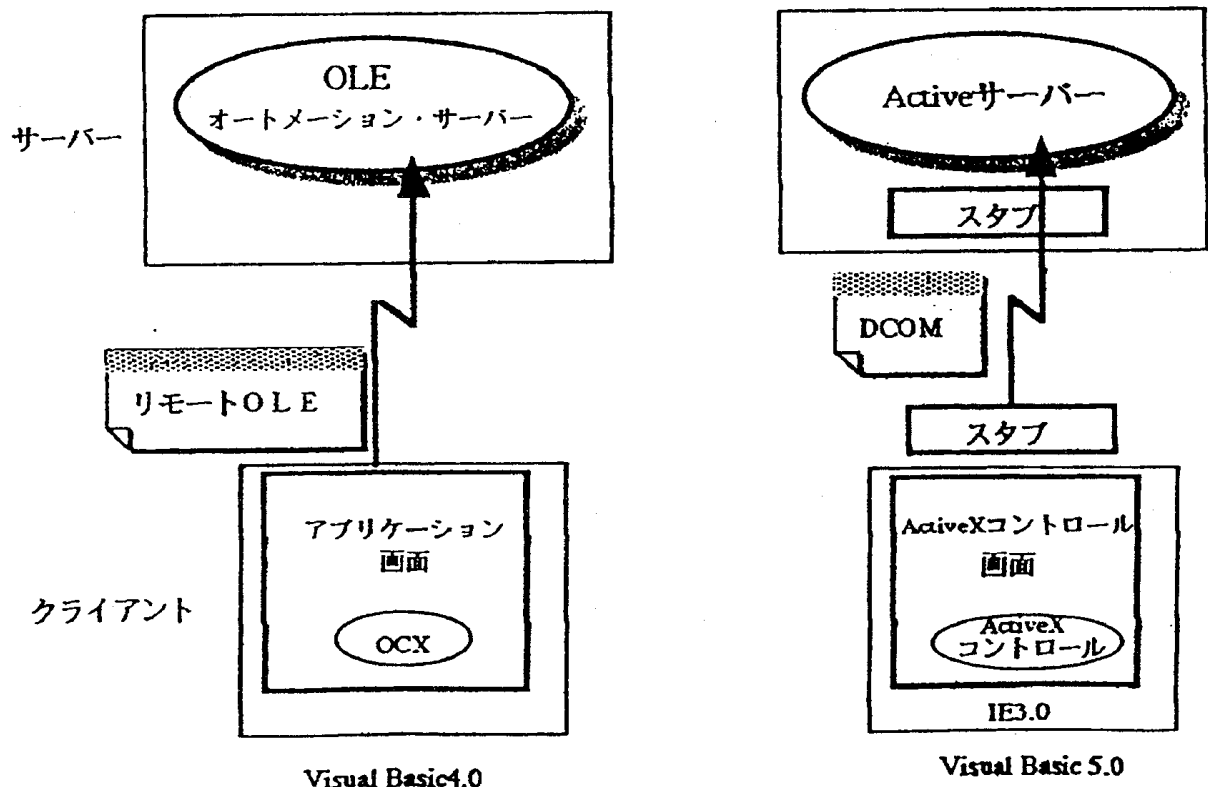 OLE
オートメーション・サーバー
サーバー
リモートOLE
アプリケーション
画面
OCX
クライアント
Visual Basic4.0
Activeサーバー
スタブ
DCOM
スタブ
ActiveXコントロール
画面
ActiveX
コントロール
IE3.0
Visual Basic 5.0